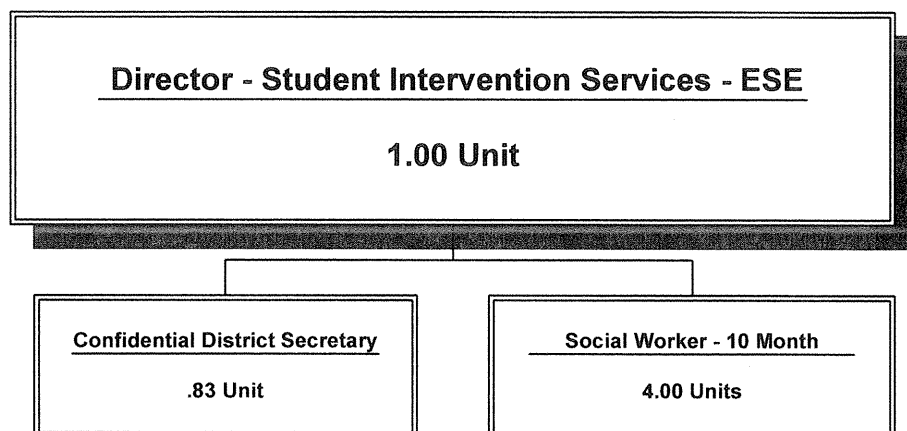 Director - Student Intervention Services - ESE
1.00 Unit
Confidential District Secretary
.83 Unit
Social Worker - 10 Month
4.00 Units